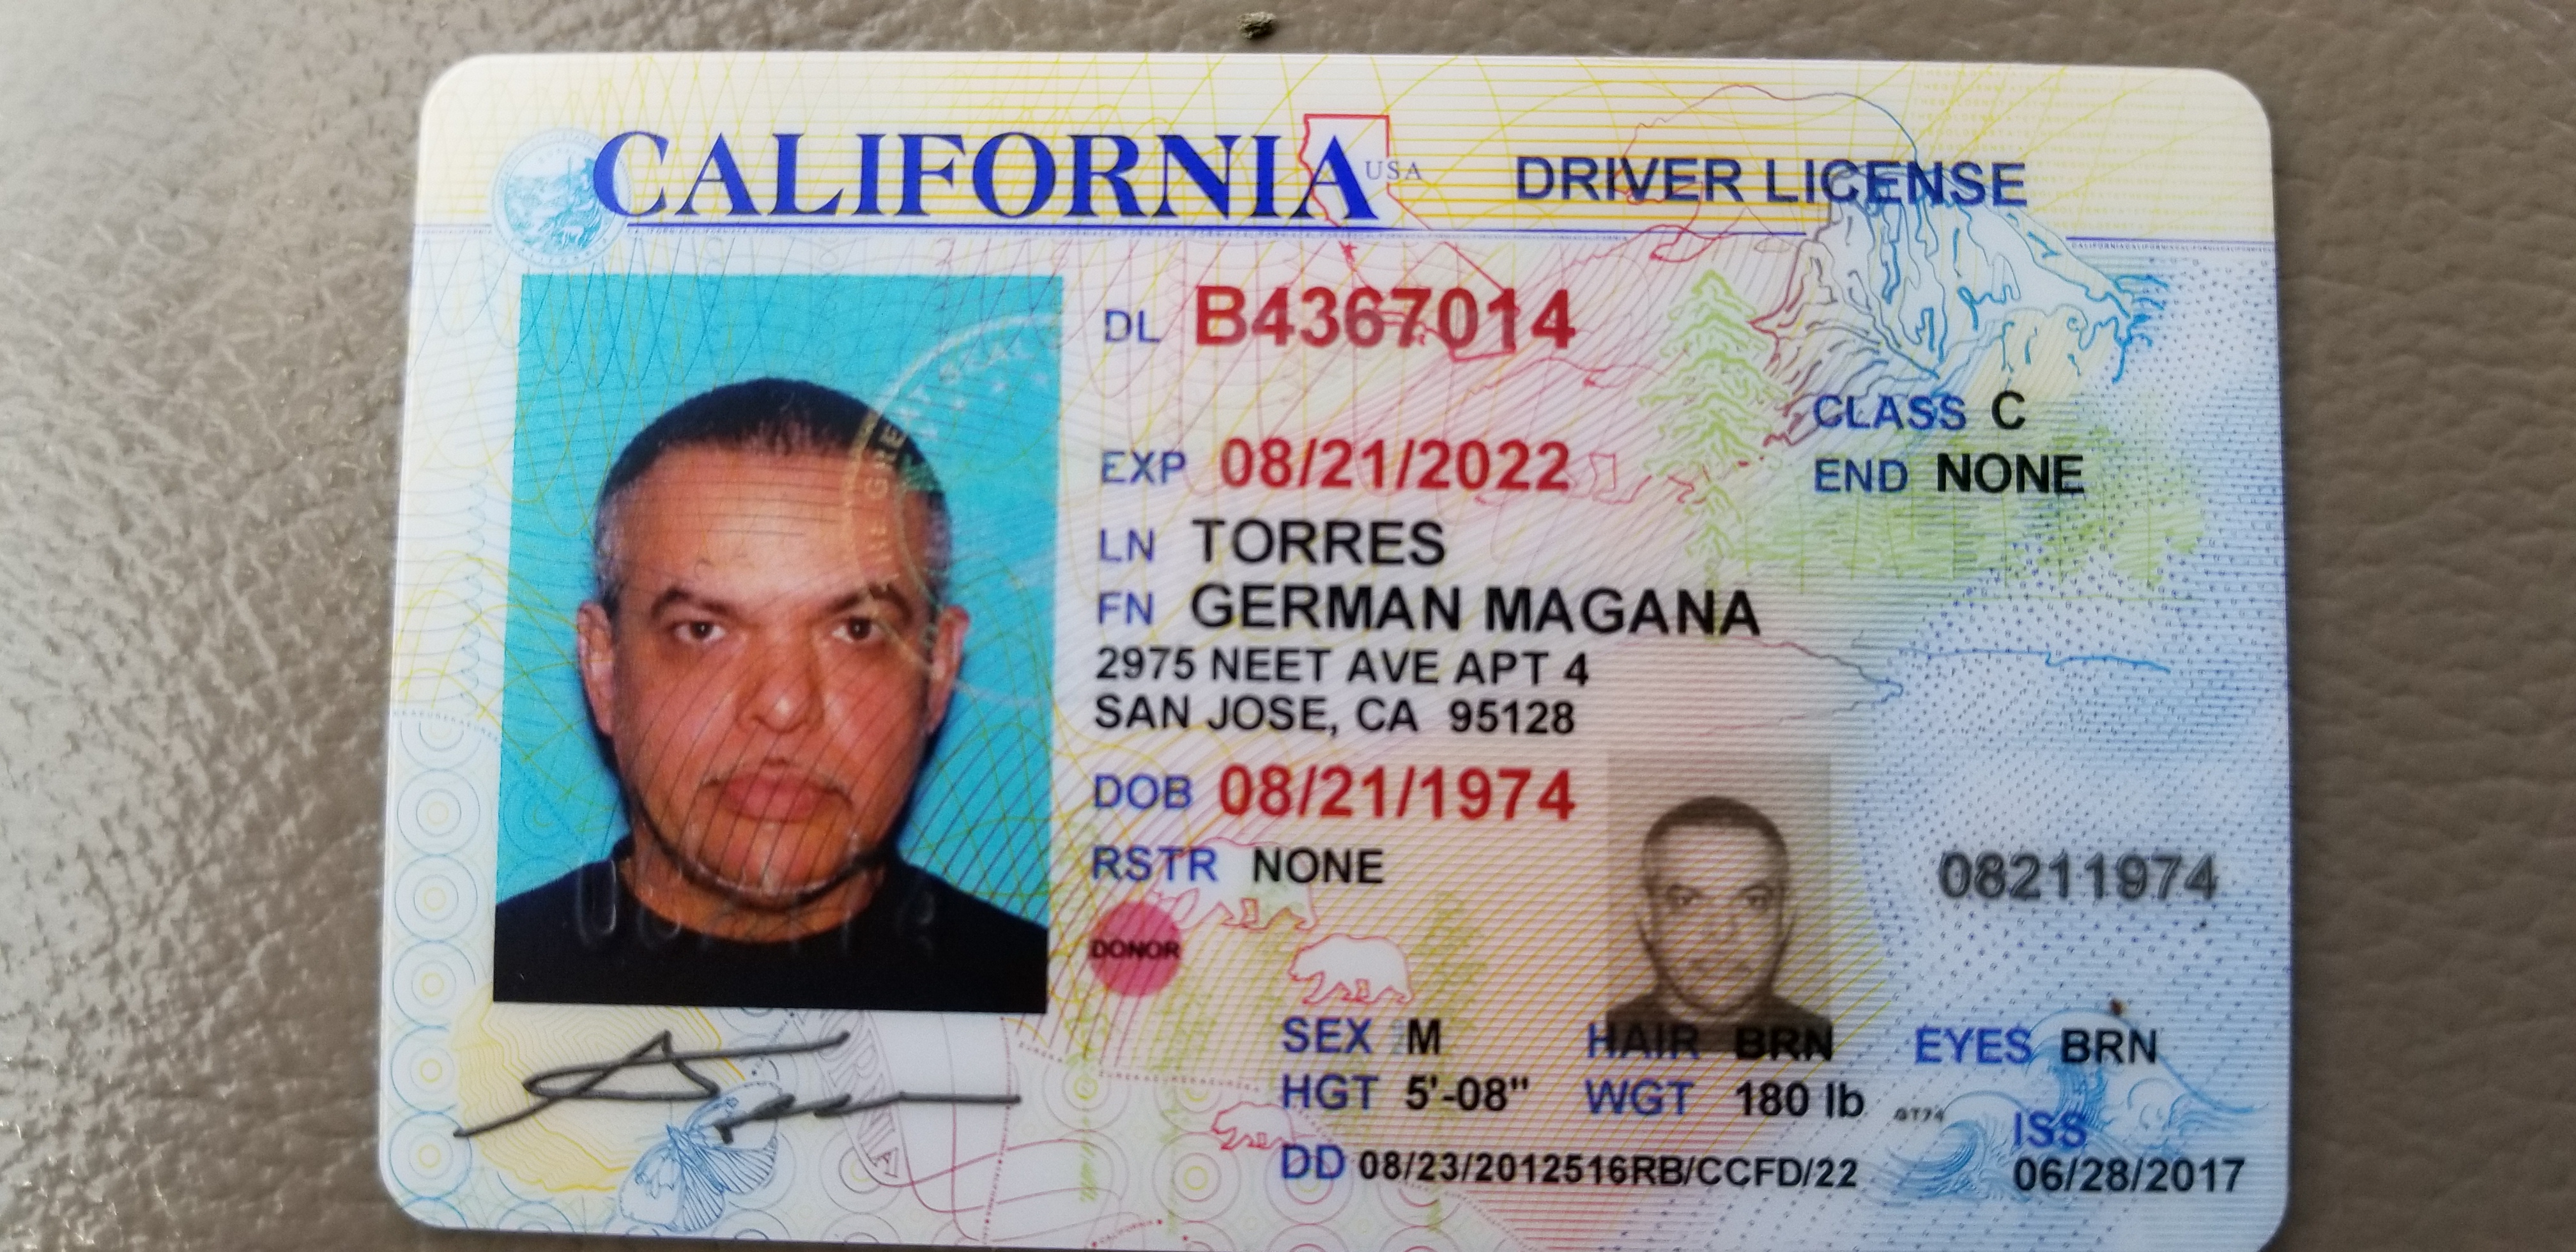 CALIFORNIA USA DRIVER LICENSE
DL B4367014
CLASS C
EXP 08/21/2022
END NONE
LN TORRES
FN GERMAN MAGANA
2975 NEET AVE APT 4
SAN JOSE, CA 95128
DOB 08/21/1974
RSTR NONE
08211974
DONOR
SEX M HAIR BRN EYES BRN
HGT 5'-08" WGT 180 lb
ISS
DD 08/23/2012516RB/CCFD/22 06/28/2017